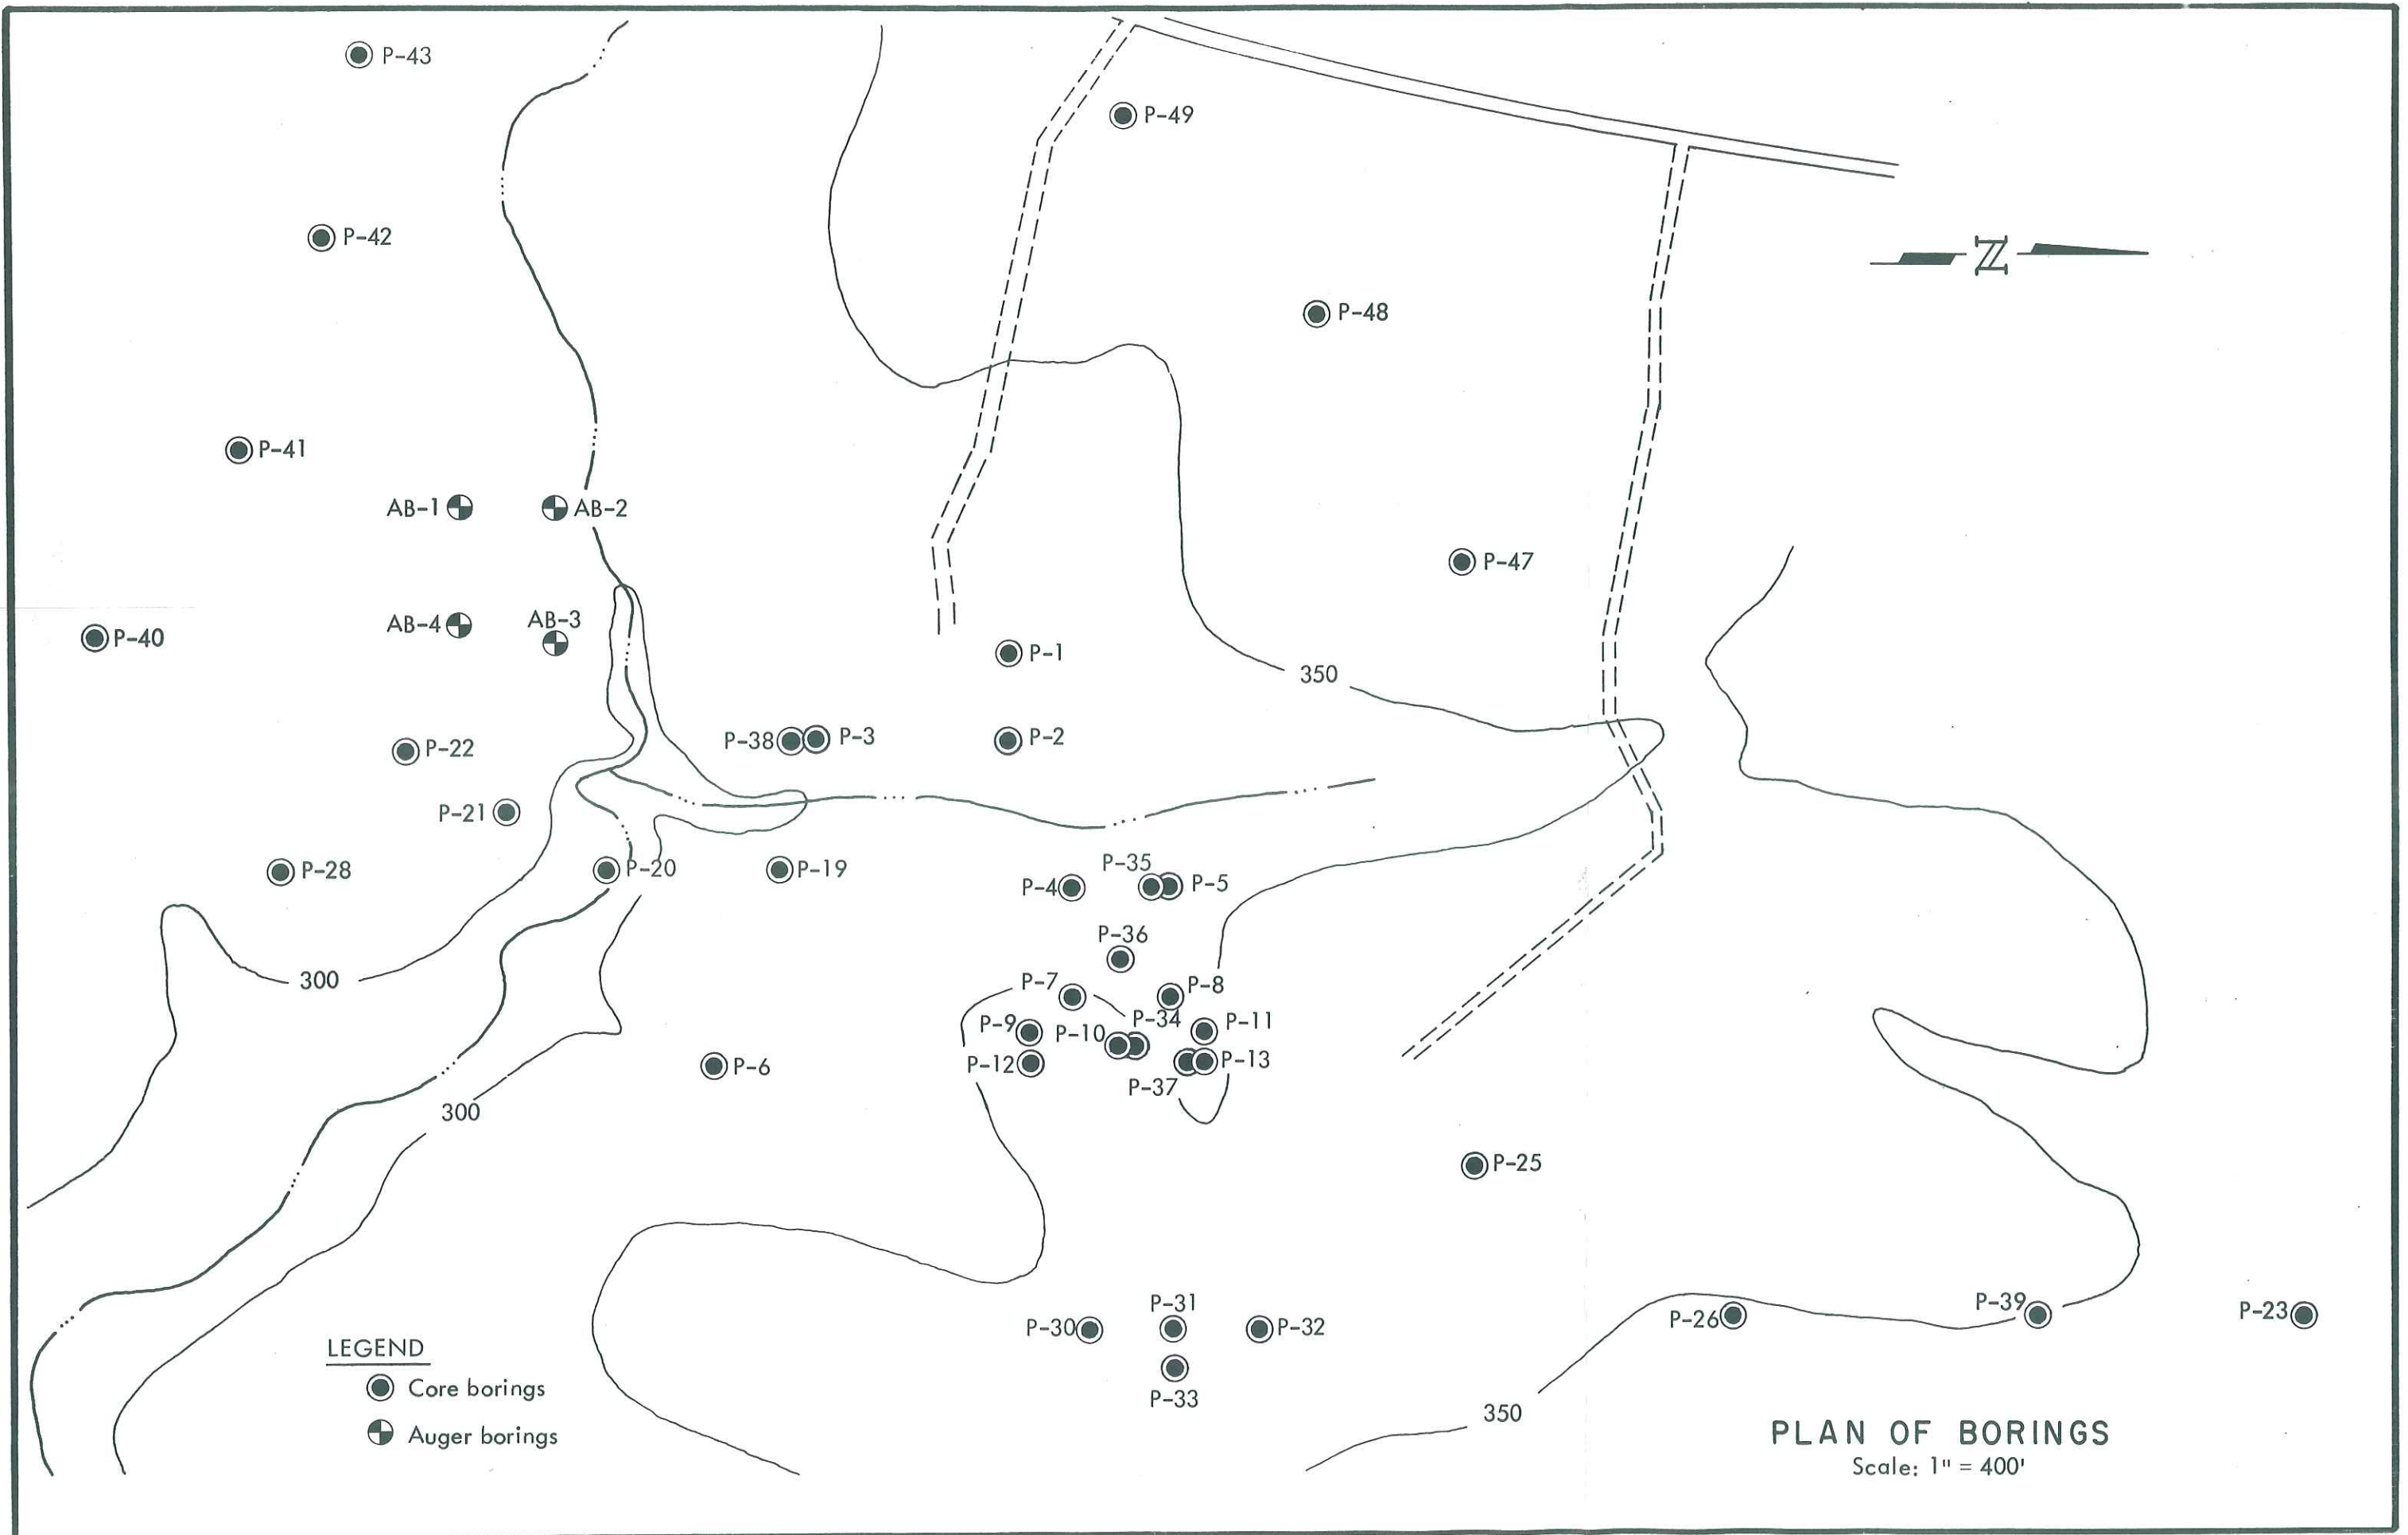 P-43
P-49
P-42
N
P-48
P-41
AB-1
AB-2
P-47
AB-4
AB-3
P-40
P-1
350
P-38
P-3
P-2
P-22
P-21
P-28
P-20
P-19
P-35
P-4
P-5
P-36
300
P-7
P-8
P-34
P-9
P-10
P-11
P-12
P-13
P-6
P-37
300
P-25
P-31
P-39
P-23
P-30
P-32
P-26
LEGEND
Core borings
P-33
350
Auger borings
PLAN OF BORINGS
Scale: 1" = 400'